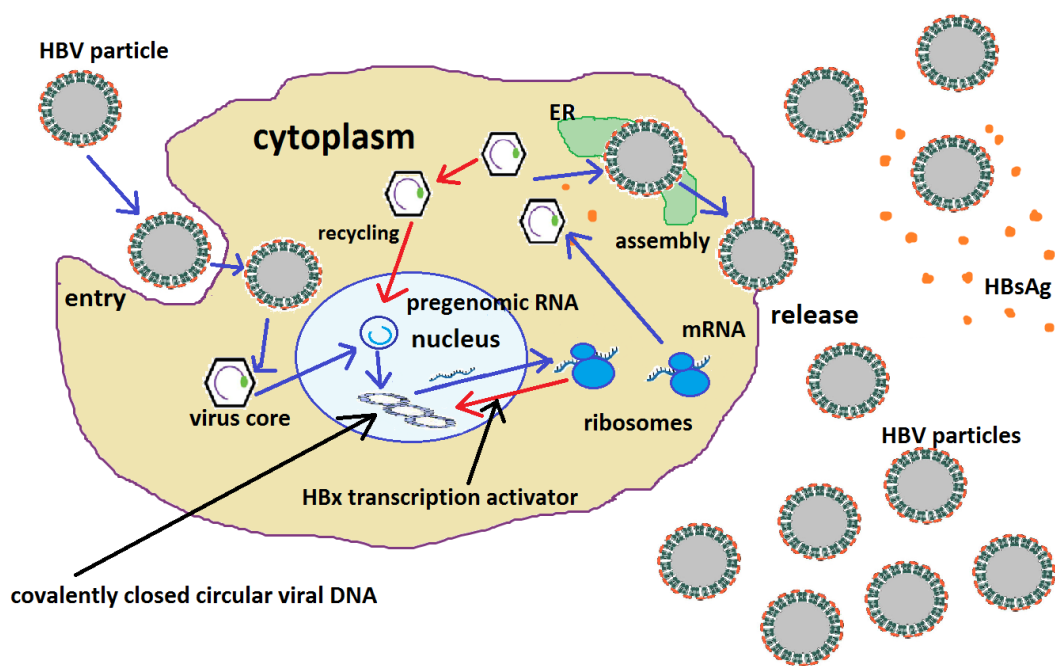 HBV particle
cytoplasm
ER
recycling
assembly
entry
pregenomic RNA
nucleus
mRNA
release
HBsAg
virus core
ribosomes
HBV particles
HBx transcription activator
covalently closed circular viral DNA